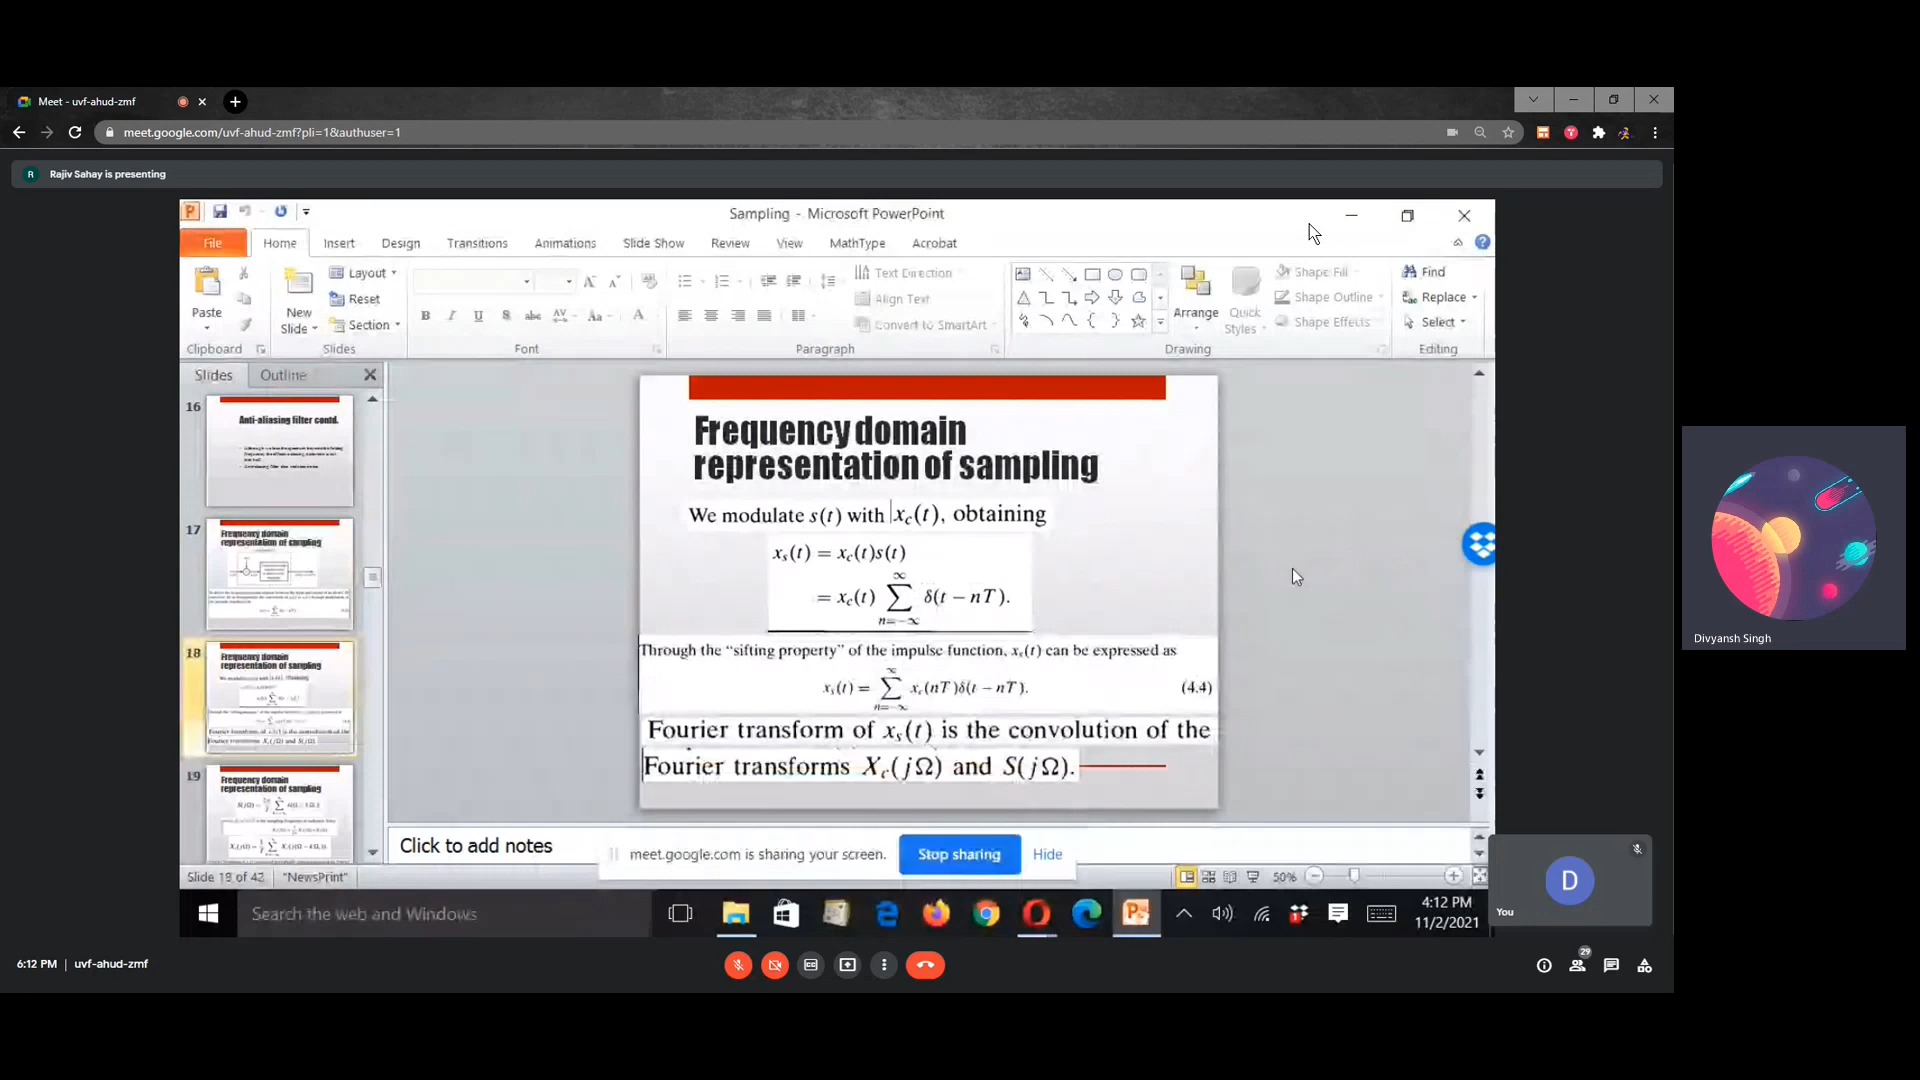 Meet - uvf-ahud-zmf
meet.google.com/uvf-ahud-zmf?pli=1&authuser=1
R Rajiv Sahay is presenting
Sampling - Microsoft PowerPoint
File Home Insert Design Transitions Animations Slide Show Review View MathType Acrobat
Paste
New Slide
Layout
Reset
Section
Text Direction
Align Text
Convert to SmartArt
Arrange
Quick Styles
Shape Fill
Shape Outline
Shape Effects
Find
Replace
Select
Clipboard Slides Font Paragraph Drawing Editing
Slides Outline
16
Anti-aliasing filter contd.
17
Frequency domain
representation of sampling
18
Frequency domain
representation of sampling
19
Frequency domain
representation of sampling
Frequency domain
representation of sampling
We modulate s(t) with x_c(t), obtaining
x_s(t) = x_c(t)s(t)
= x_c(t) ∑_{n=−∞}^{∞} δ(t − nT).
Through the “sifting property” of the impulse function, x_s(t) can be expressed as
x_s(t) = ∑_{n=−∞}^{∞} x_c(nT)δ(t − nT). (4.4)
Fourier transform of x_s(t) is the convolution of the
Fourier transforms X_c(jΩ) and S(jΩ).
Click to add notes
meet.google.com is sharing your screen. Stop sharing Hide
Slide 18 of 42 "NewsPrint" 50%
Search the web and Windows
4:12 PM
11/2/2021
Divyansh Singh
D
You
6:12 PM | uvf-ahud-zmf
29